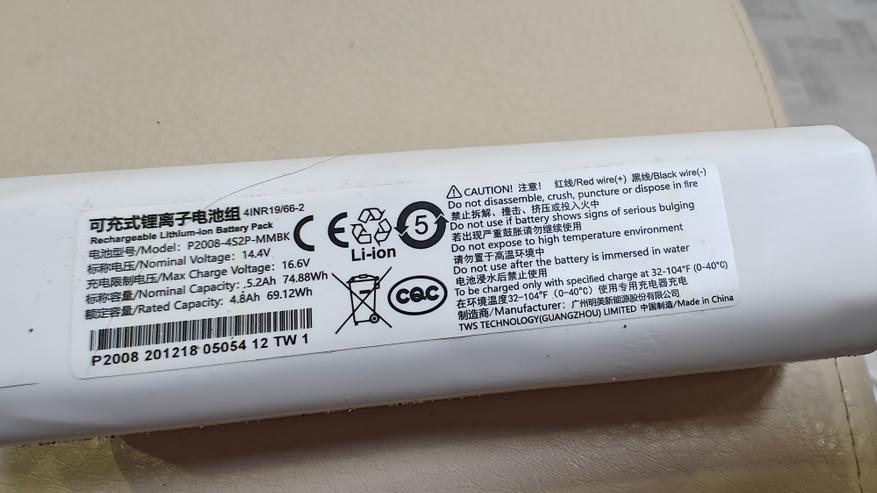 可充式锂离子电池组 4INR19/66-2
Rechargeable Lithium-ion Battery Pack
电池型号/Model: P2008-4S2P-MMBK
标称电压/Nominal Voltage: 14.4V
充电限制电压/Max Charge Voltage: 16.6V
标称容量/Nominal Capacity: 5.2Ah 74.88Wh
额定容量/Rated Capacity: 4.8Ah 69.12Wh
P2008 201218 05054 12 TW 1
CE
5
Li-ion
CQC
CAUTION! 注意! 红线/Red wire(+) 黑线/Black wire(-)
Do not disassemble, crush, puncture or dispose in fire
禁止拆解、撞击、挤压或投入火中
Do not use if battery shows signs of serious bulging
若出现严重鼓胀请勿继续使用
Do not expose to high temperature environment
请勿置于高温环境中
Do not use after the battery is immersed in water
电池浸水后禁止使用
To be charged only with specified charge at 32-104°F (0-40°C)
在环境温度32-104°F (0-40°C) 使用专用充电器充电
制造商/Manufacturer: 广州明美新能源股份有限公司
TWS TECHNOLOGY(GUANGZHOU) LIMITED 中国制造/Made in China